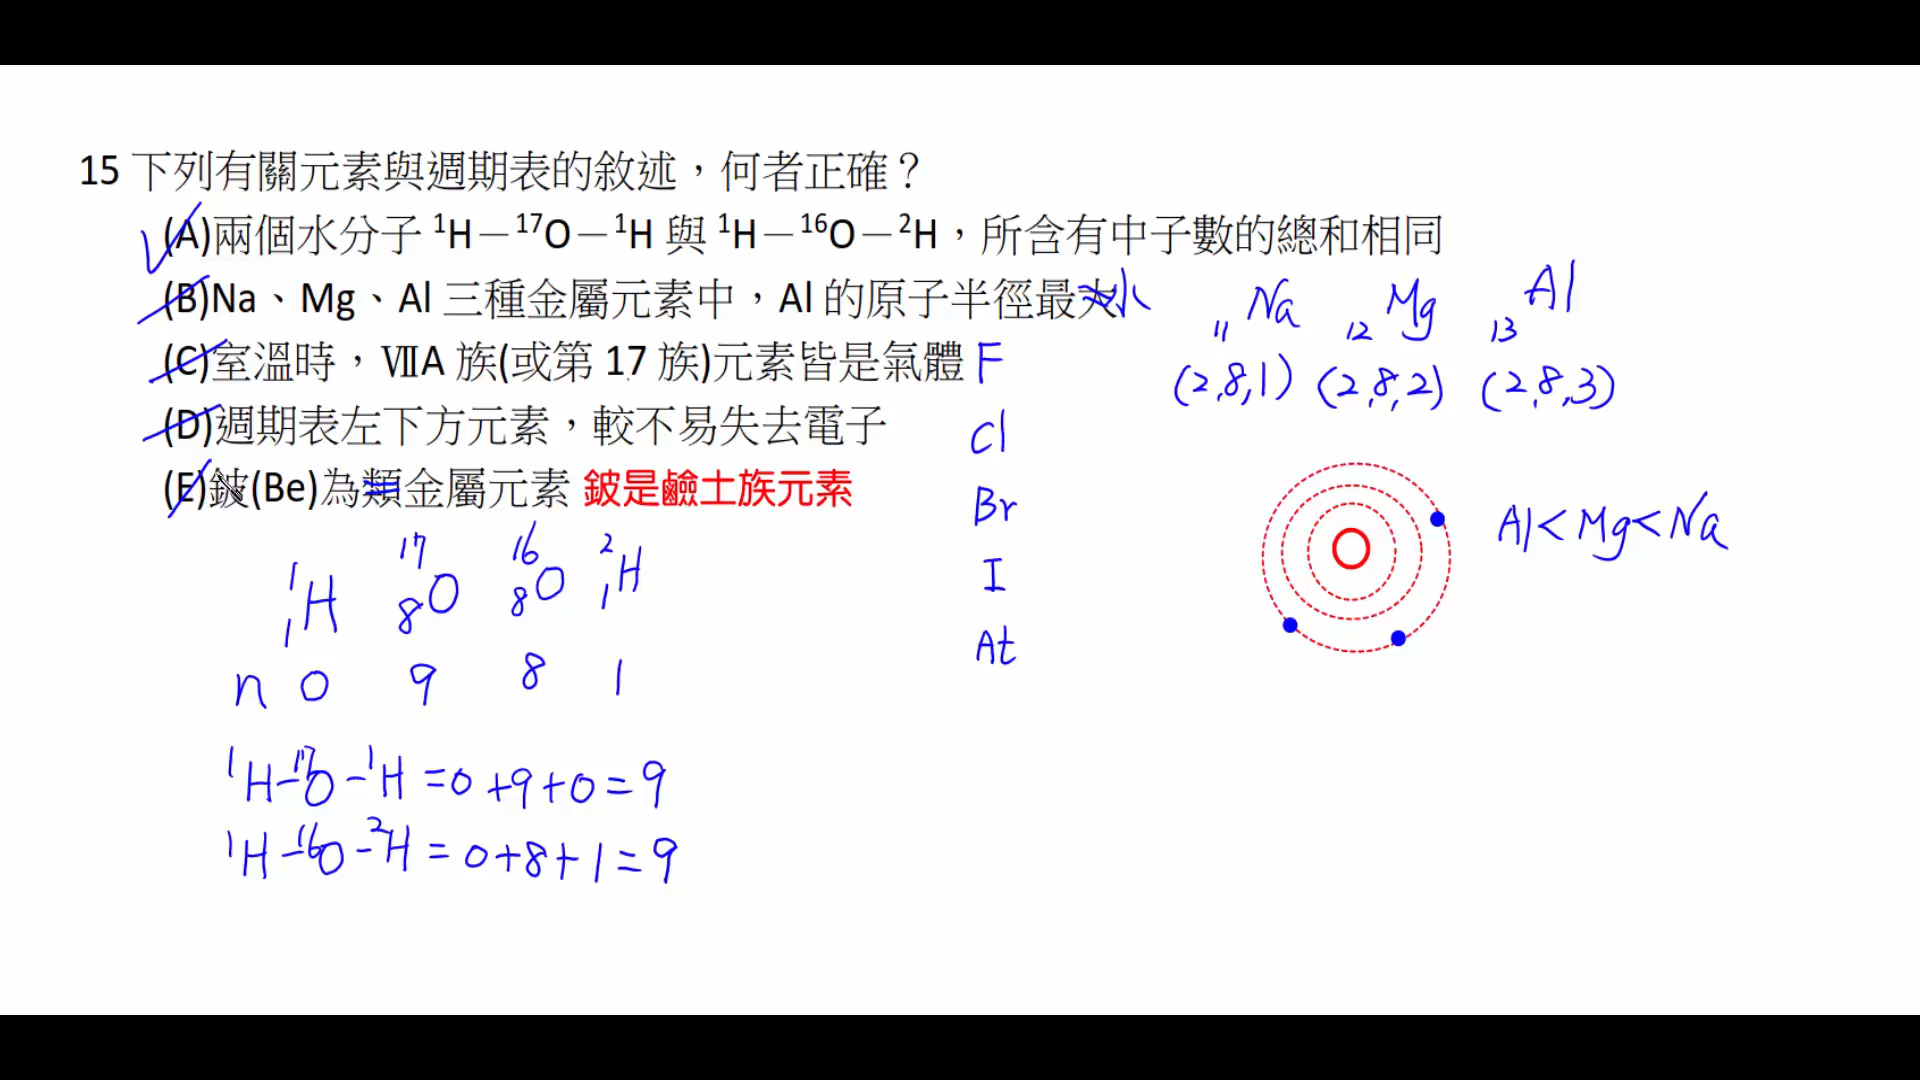 15 下列有關元素與週期表的敘述，何者正確？
(A)兩個水分子 ¹H－¹⁷O－¹H 與 ¹H－¹⁶O－²H，所含有中子數的總和相同
(B)Na、Mg、Al 三種金屬元素中，Al 的原子半徑最大 小
₁₁Na ₁₂Mg ₁₃Al
(C)室溫時，ⅦA 族(或第 17 族)元素皆是氣體 F
(2,8,1) (2,8,2) (2,8,3)
(D)週期表左下方元素，較不易失去電子
Cl
(E)鈹(Be)為類金屬元素 鈹是鹼土族元素
Br
Al<Mg<Na
I
At
¹₁H ¹⁷₈O ¹⁶₈O ²₁H
n 0 9 8 1
¹H-¹⁷O-¹H=0+9+0=9
¹H-¹⁶O-²H=0+8+1=9